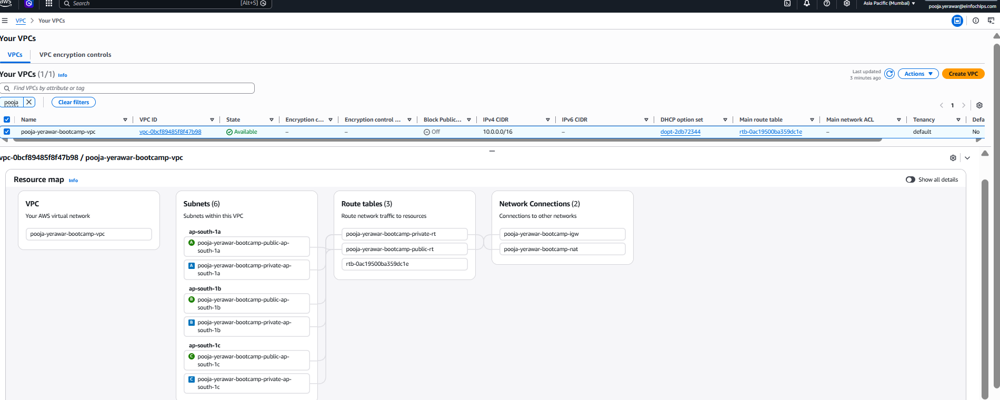 aws
Search
[Alt+S]
Asia Pacific (Mumbai)
pooja.yerawar@einfochips.com
VPC
Your VPCs
Your VPCs
VPCs
VPC encryption controls
Your VPCs (1/1) Info
Last updated
3 minutes ago
Actions
Create VPC
Find VPCs by attribute or tag
pooja
Clear filters
1
Name VPC ID State Encryption c... Encryption control ... Block Public... IPv4 CIDR IPv6 CIDR DHCP option set Main route table Main network ACL Tenancy Defa
pooja-yerawar-bootcamp-vpc vpc-0bcf89485f8f47b98 Available – – Off 10.0.0.0/16 – dopt-2db72344 rtb-0ac19500ba359dc1e – default No
vpc-0bcf89485f8f47b98 / pooja-yerawar-bootcamp-vpc
Resource map Info
Show all details
VPC
Your AWS virtual network
pooja-yerawar-bootcamp-vpc
Subnets (6)
Subnets within this VPC
ap-south-1a
A pooja-yerawar-bootcamp-public-ap-
south-1a
A pooja-yerawar-bootcamp-private-ap-
south-1a
ap-south-1b
B pooja-yerawar-bootcamp-public-ap-
south-1b
B pooja-yerawar-bootcamp-private-ap-
south-1b
ap-south-1c
C pooja-yerawar-bootcamp-public-ap-
south-1c
C pooja-yerawar-bootcamp-private-ap-
south-1c
Route tables (3)
Route network traffic to resources
pooja-yerawar-bootcamp-private-rt
pooja-yerawar-bootcamp-public-rt
rtb-0ac19500ba359dc1e
Network Connections (2)
Connections to other networks
pooja-yerawar-bootcamp-igw
pooja-yerawar-bootcamp-nat